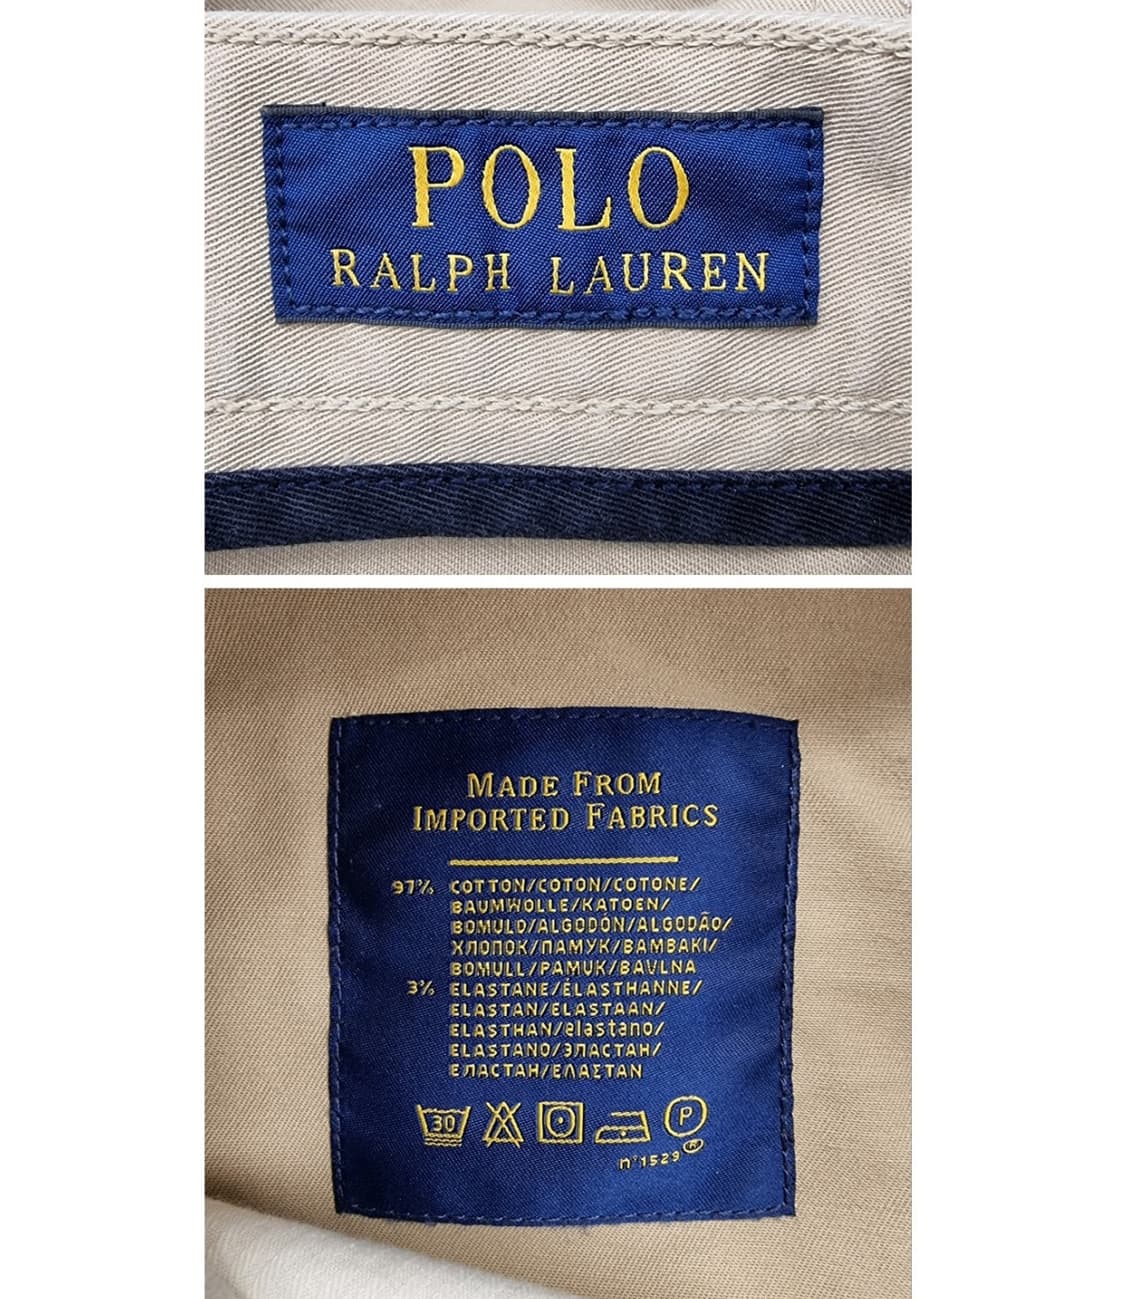 POLO
RALPH LAUREN
MADE FROM
IMPORTED FABRICS
97% COTTON/COTON/COTONE/
BAUMWOLLE/KATOEN/
BOMULD/ALGODÓN/ALGODÃO/
ХЛОПОК/ПАМУК/BAMBAKI/
BOMULL/PAMUK/BAVLNA
3% ELASTANE/ÉLASTHANNE/
ELASTAN/ELASTAAN/
ELASTHAN/elastano/
ELASTANO/ЭЛАСТАН/
ЕЛАСТАН/ΕΛΑΣΤΑΝ
30 P
n°1529 R